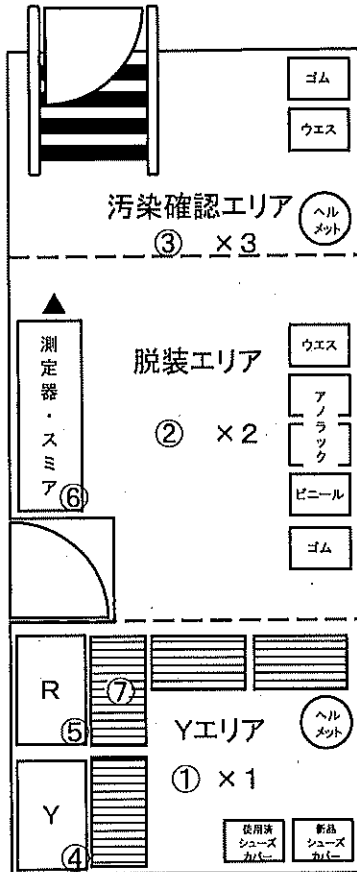 ゴム
ウエス
汚染確認エリア
ヘル
メット
③ ×3
測定器・スミア
⑥
脱装エリア
② ×2
ウエス
アノラック
ビニール
ゴム
R
⑤
⑦
Yエリア
ヘル
メット
① ×1
Y
④
使用済
シューズ
カバー
新品
シューズ
カバー